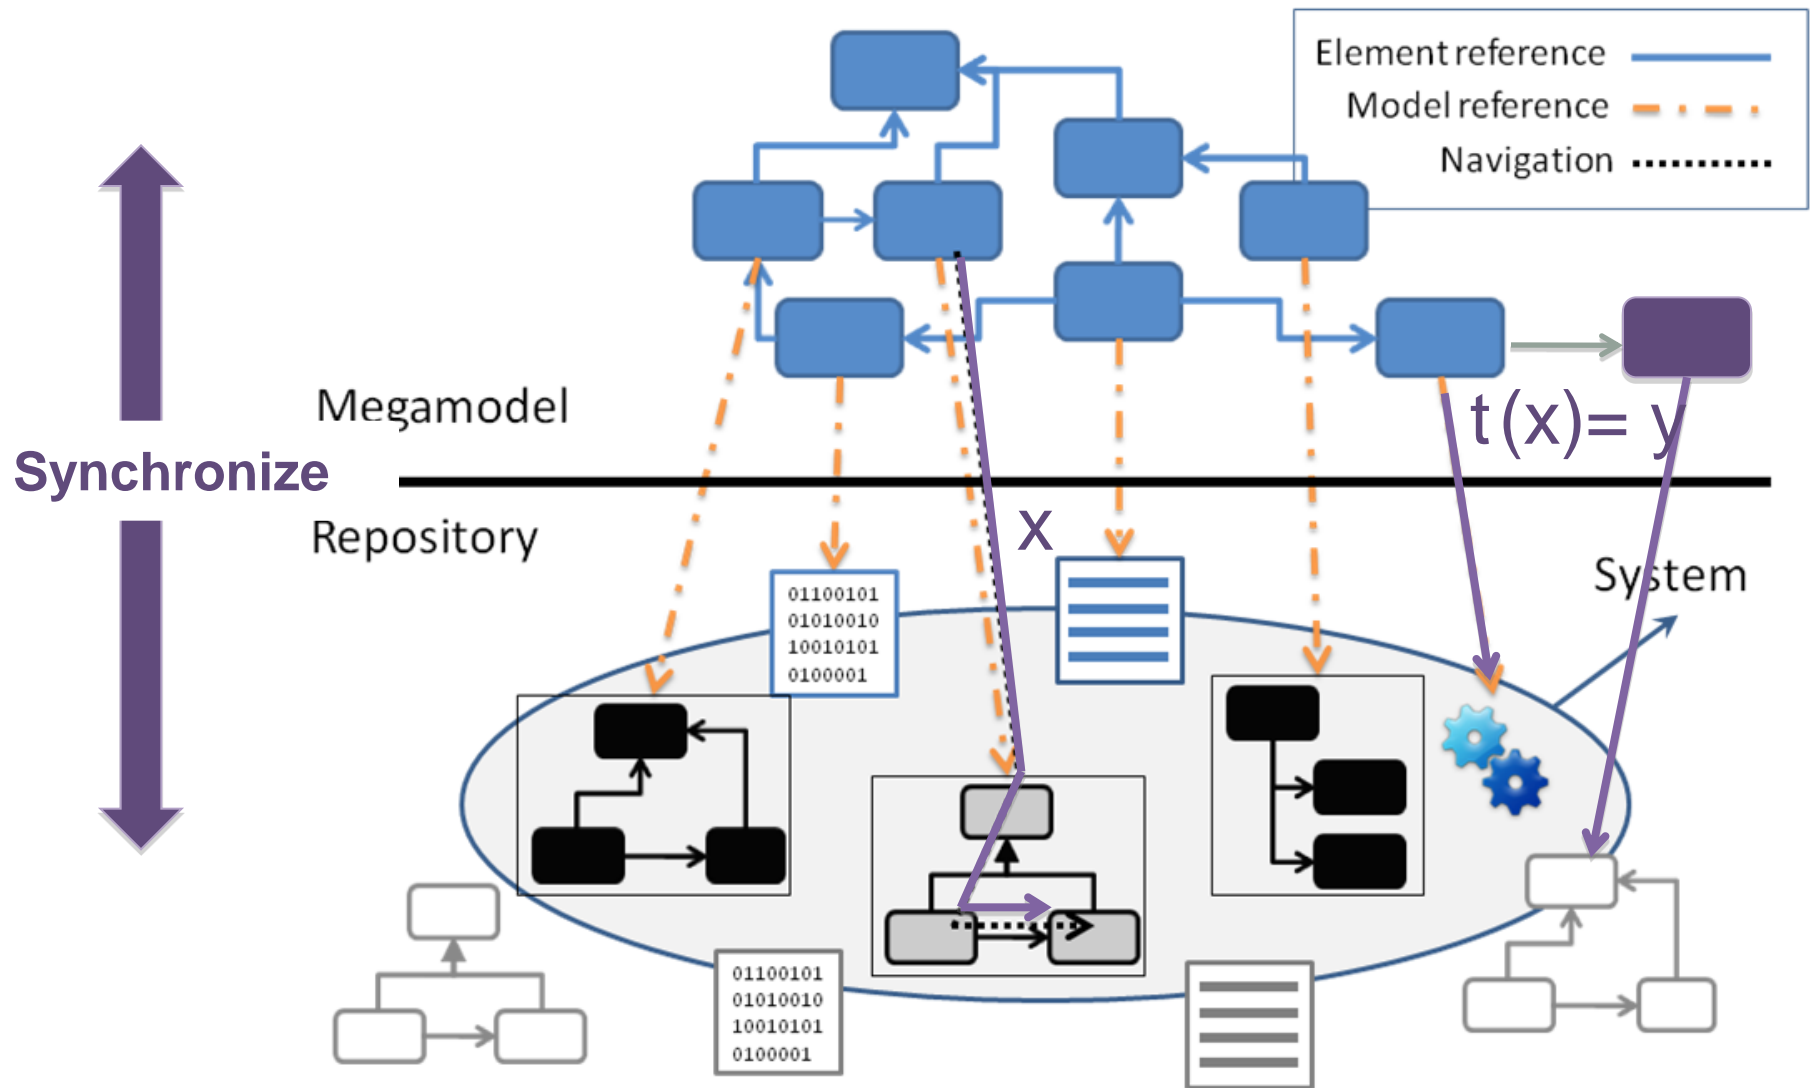 Element reference
Model reference
Navigation
Megamodel
t(x)= y
Synchronize
Repository
x
System
01100101
01010010
10010101
0100001
01100101
01010010
10010101
0100001